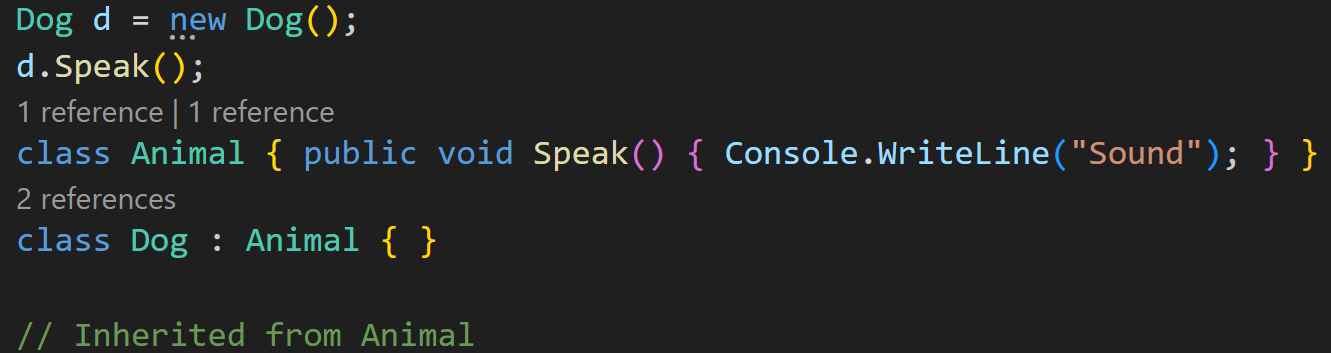 Dog d = new Dog();
d.Speak();
1 reference | 1 reference
class Animal { public void Speak() { Console.WriteLine("Sound"); } }
2 references
class Dog : Animal { }
// Inherited from Animal